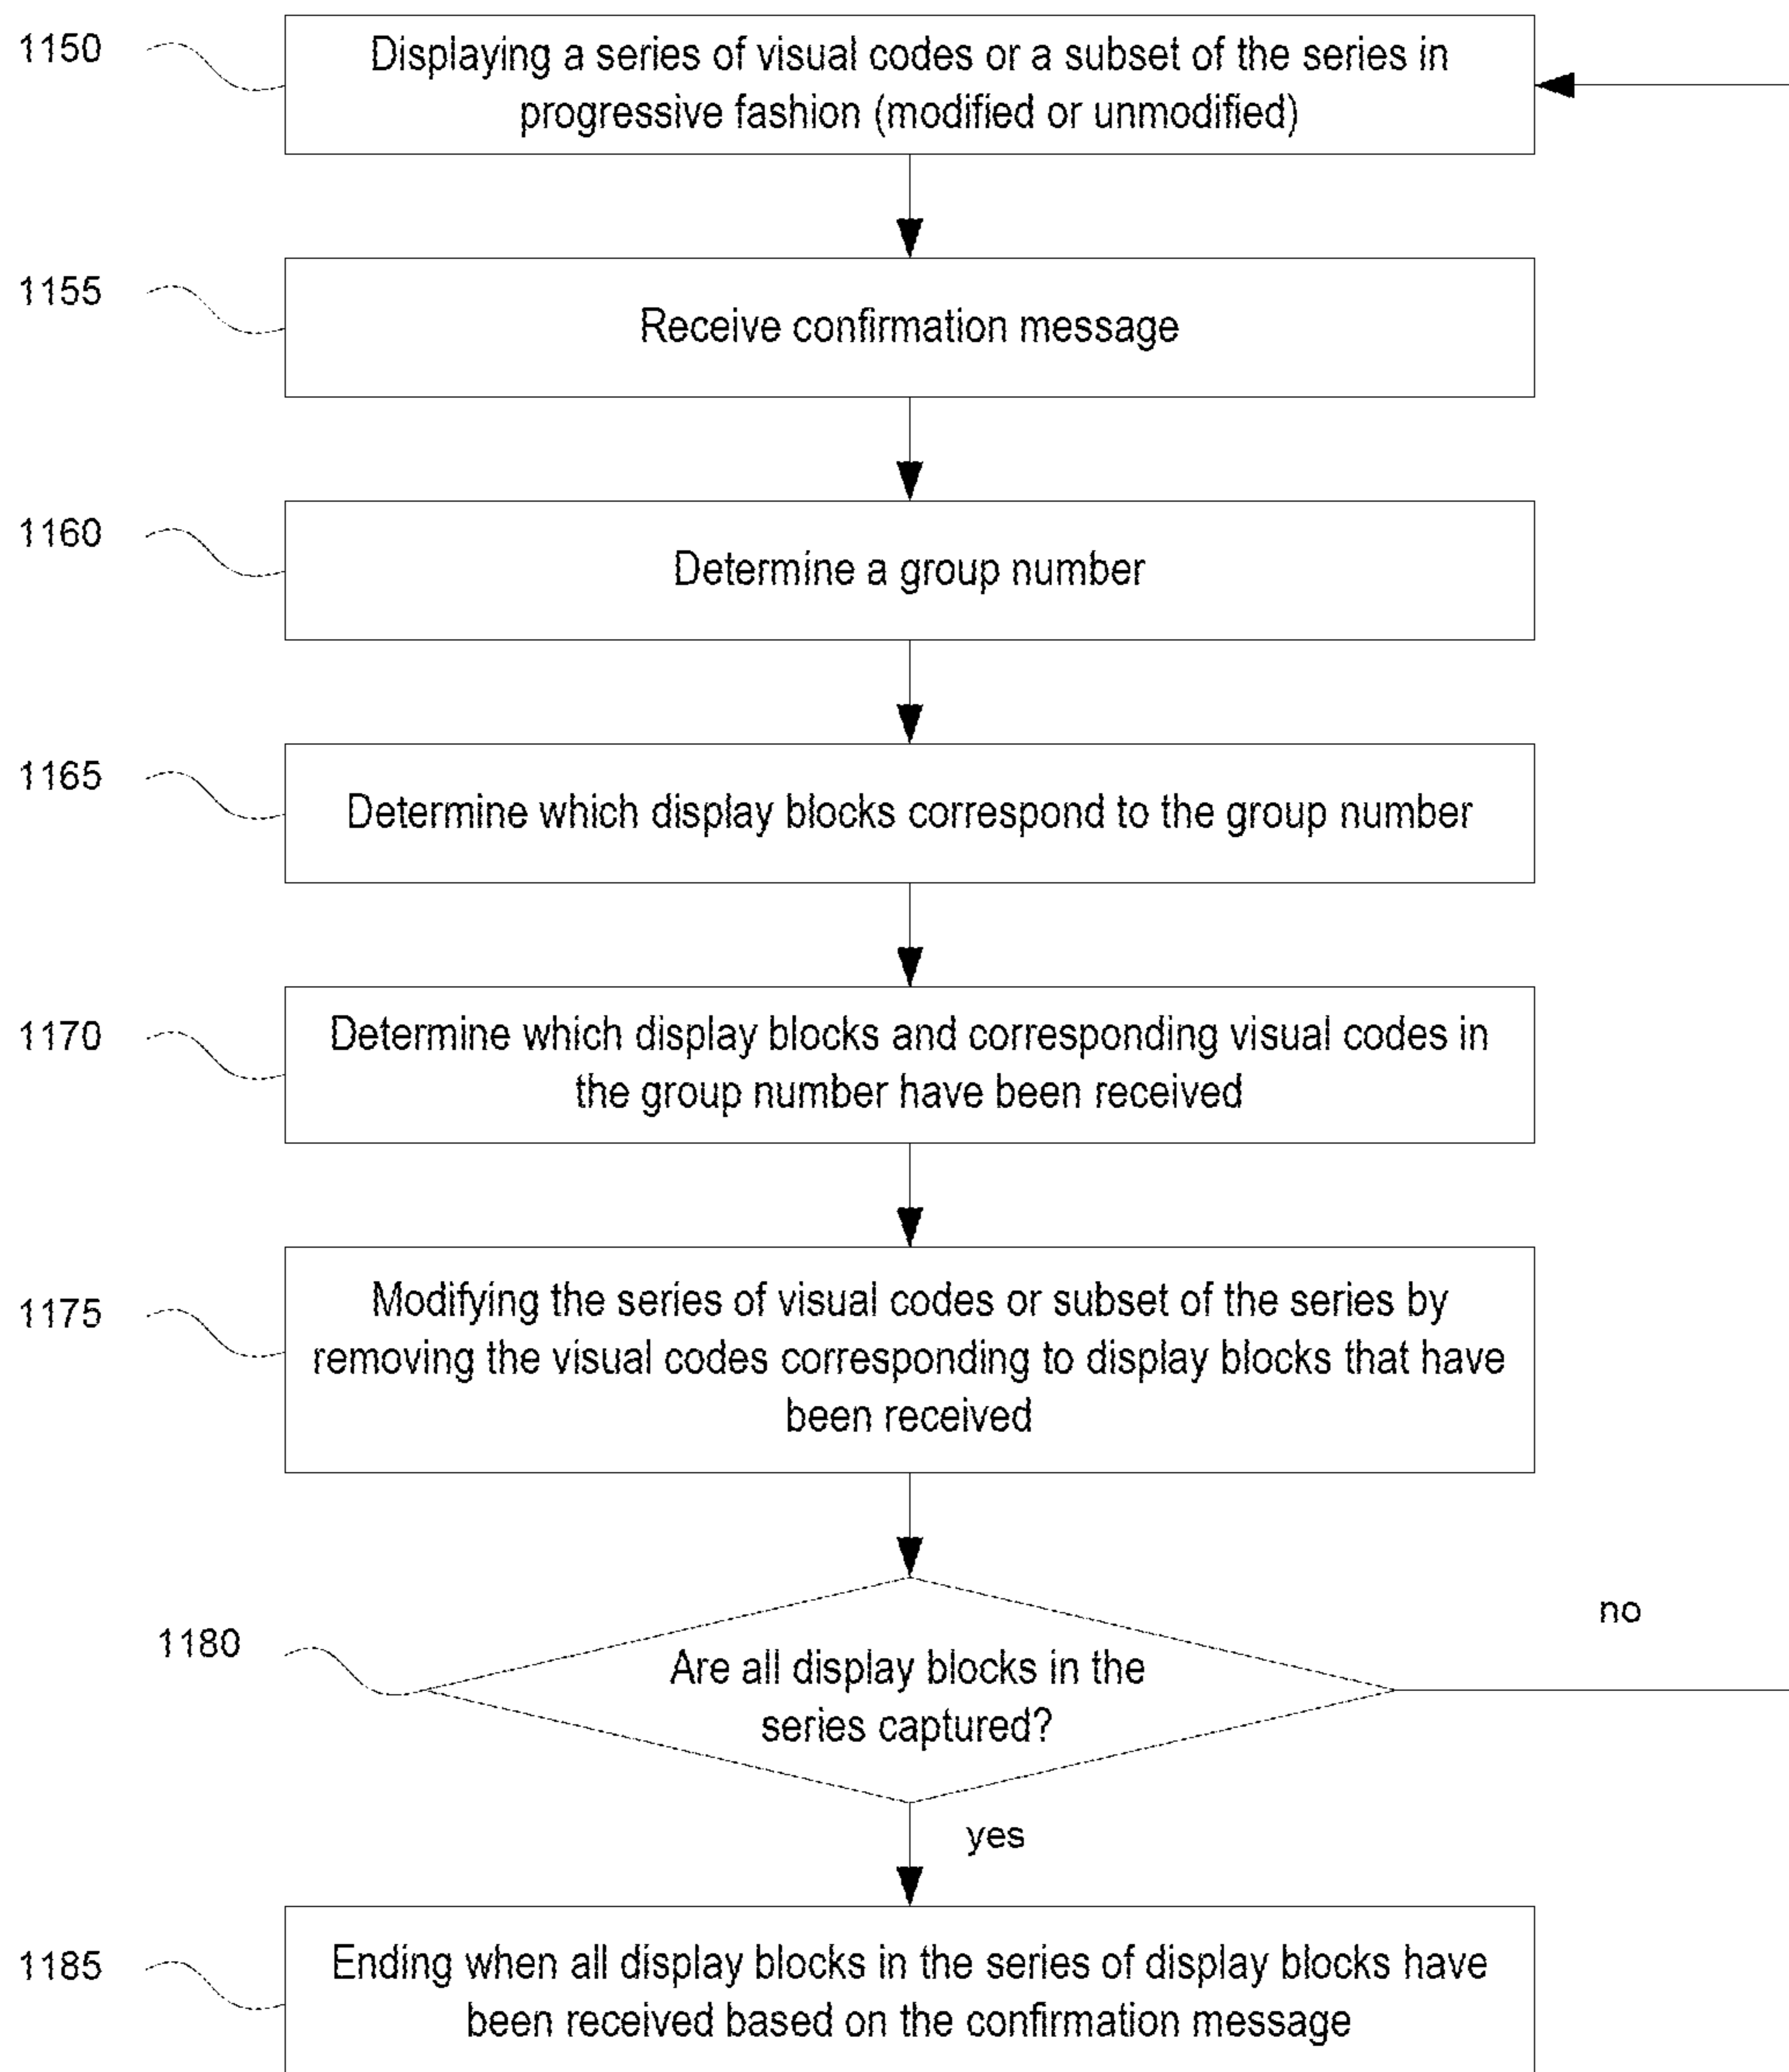 1150
Displaying a series of visual codes or a subset of the series in
progressive fashion (modified or unmodified)
1155
Receive confirmation message
1160
Determine a group number
1165
Determine which display blocks correspond to the group number
1170
Determine which display blocks and corresponding visual codes in
the group number have been received
1175
Modifying the series of visual codes or subset of the series by
removing the visual codes corresponding to display blocks that have
been received
no
1180
Are all display blocks in the
series captured?
yes
1185
Ending when all display blocks in the series of display blocks have
been received based on the confirmation message